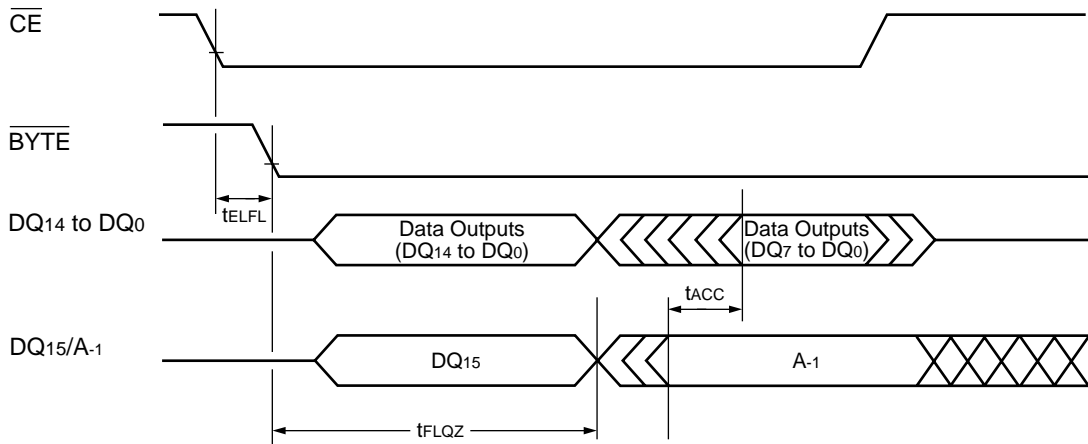 CE
BYTE
tELFL
DQ14 to DQ0
Data Outputs
(DQ14 to DQ0)
Data Outputs
(DQ7 to DQ0)
tACC
DQ15/A-1
DQ15
A-1
tFLQZ